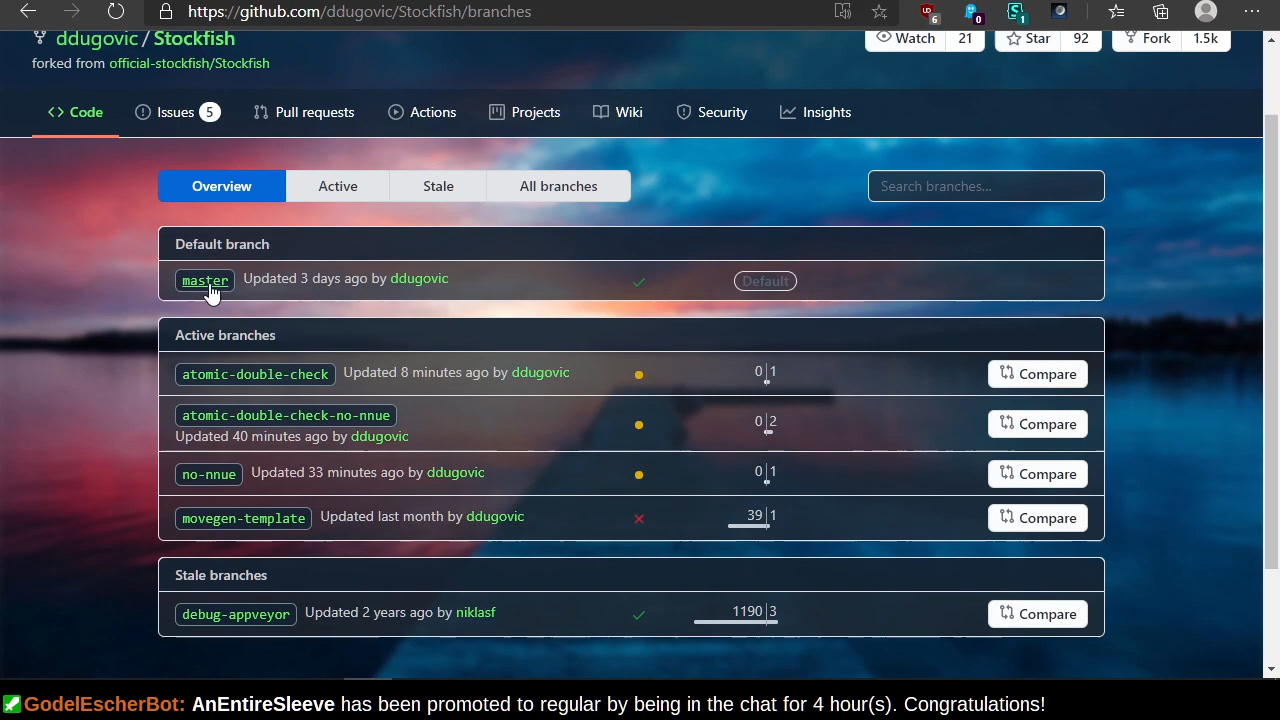 https://github.com/ddugovic/Stockfish/branches
6
0
1
ddugovic / Stockfish
Watch 21
Star 92
Fork 1.5k
forked from official-stockfish/Stockfish
<> Code
Issues 5
Pull requests
Actions
Projects
Wiki
Security
Insights
Overview
Active
Stale
All branches
Search branches...
Default branch
master Updated 3 days ago by ddugovic
Default
Active branches
atomic-double-check Updated 8 minutes ago by ddugovic
0 1
Compare
atomic-double-check-no-nnue
Updated 40 minutes ago by ddugovic
0 2
Compare
no-nnue Updated 33 minutes ago by ddugovic
0 1
Compare
movegen-template Updated last month by ddugovic
39 1
Compare
Stale branches
debug-appveyor Updated 2 years ago by niklasf
1190 3
Compare
GodelEscherBot: AnEntireSleeve has been promoted to regular by being in the chat for 4 hour(s). Congratulations!